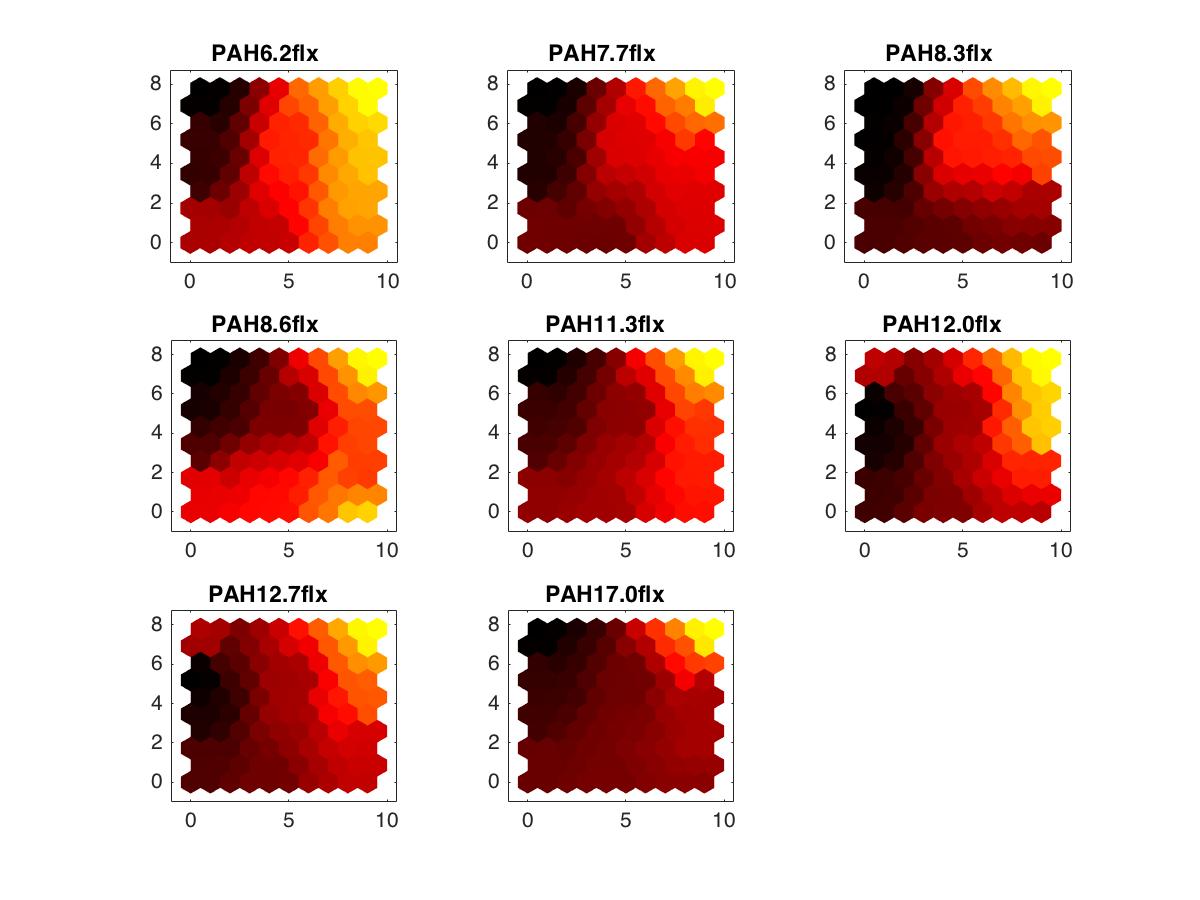 PAH6.2flx PAH7.7flx PAH8.3flx
8 8 8
6 6 6
4 4 4
2 2 2
0 0 0
0 5 10 0 5 10 0 5 10
PAH8.6flx PAH11.3flx PAH12.0flx
8 8 8
6 6 6
4 4 4
2 2 2
0 0 0
0 5 10 0 5 10 0 5 10
PAH12.7flx PAH17.0flx
8 8
6 6
4 4
2 2
0 0
0 5 10 0 5 10